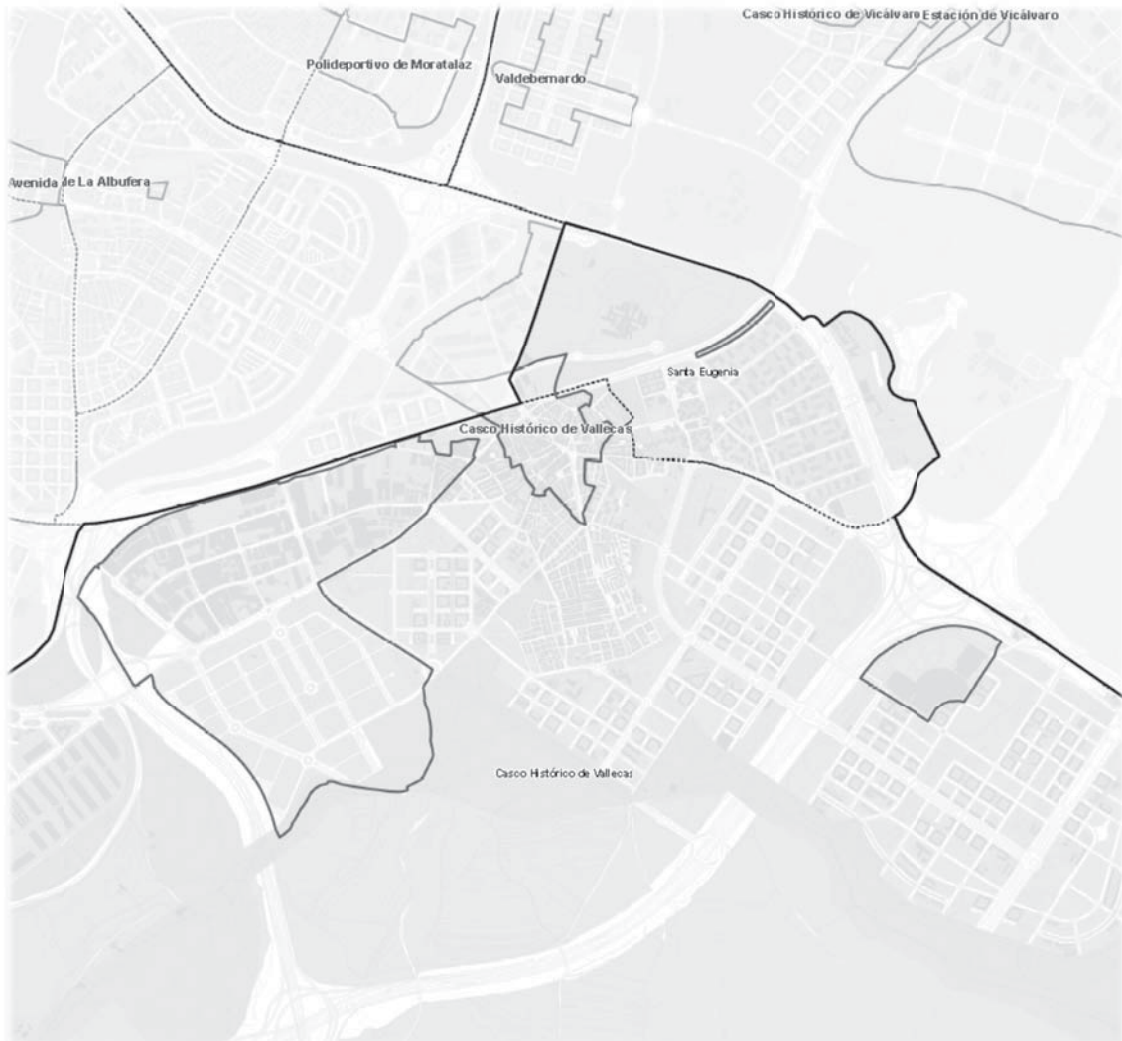 Casco Histórico de Vicálvaro
Estación de Vicálvaro
Polideportivo de Moratalaz
Valdebernardo
Avenida de La Albufera
Santa Eugenia
Casco Histórico de Vallecas
Casco Histórico de Vallecas